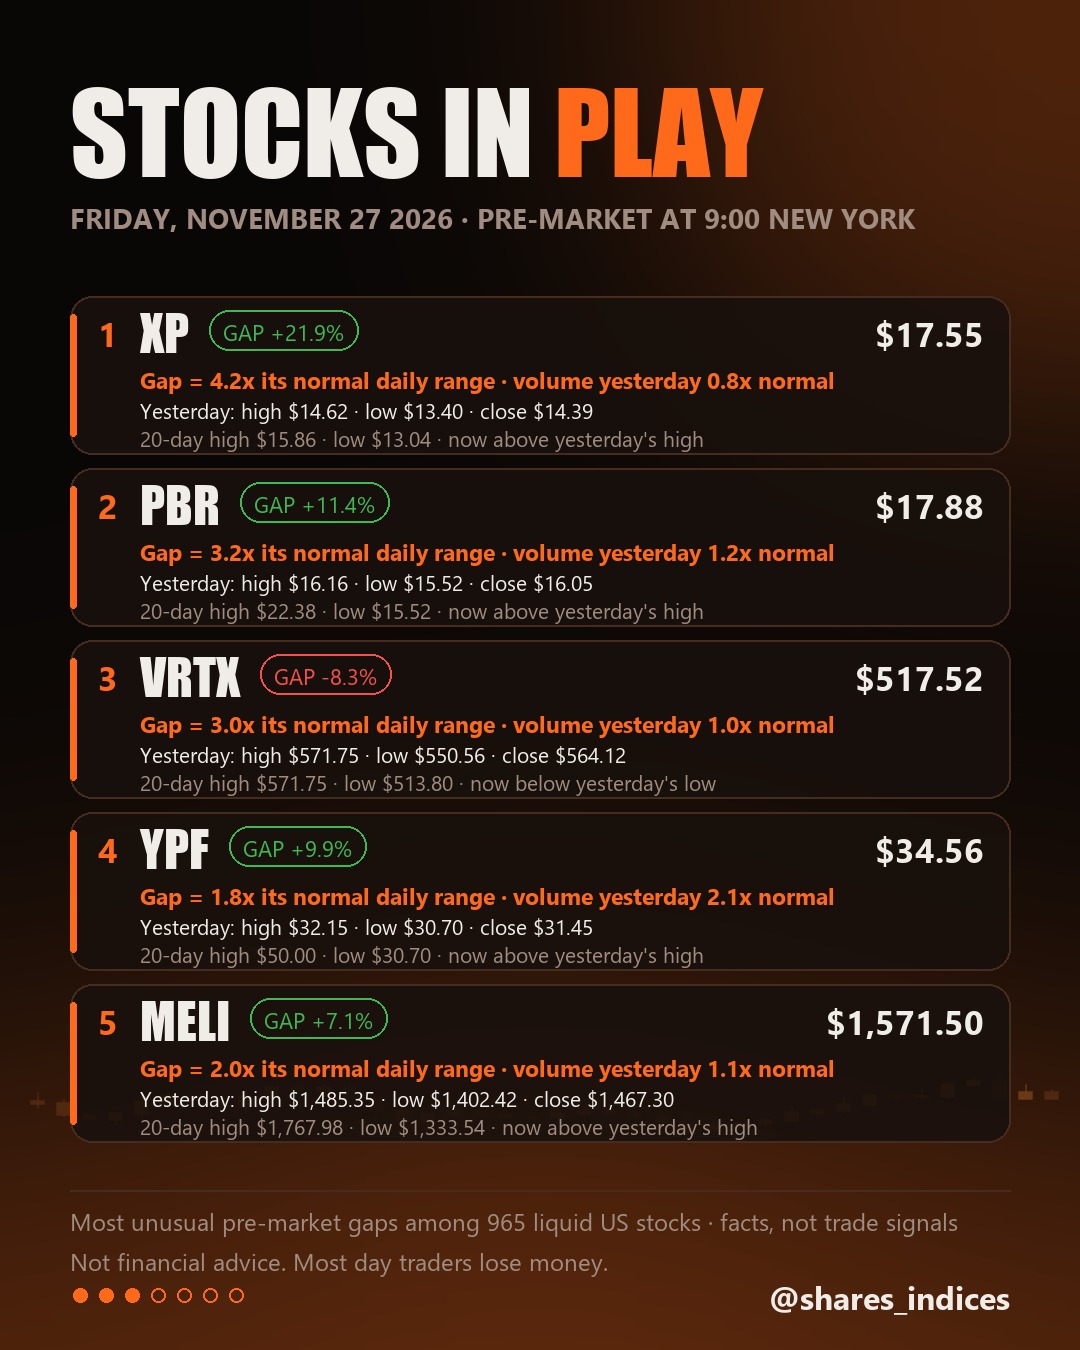 STOCKS IN PLAY
FRIDAY, NOVEMBER 27 2026 · PRE-MARKET AT 9:00 NEW YORK
1 XP GAP +21.9% $17.55
Gap = 4.2x its normal daily range · volume yesterday 0.8x normal
Yesterday: high $14.62 · low $13.40 · close $14.39
20-day high $15.86 · low $13.04 · now above yesterday's high
2 PBR GAP +11.4% $17.88
Gap = 3.2x its normal daily range · volume yesterday 1.2x normal
Yesterday: high $16.16 · low $15.52 · close $16.05
20-day high $22.38 · low $15.52 · now above yesterday's high
3 VRTX GAP -8.3% $517.52
Gap = 3.0x its normal daily range · volume yesterday 1.0x normal
Yesterday: high $571.75 · low $550.56 · close $564.12
20-day high $571.75 · low $513.80 · now below yesterday's low
4 YPF GAP +9.9% $34.56
Gap = 1.8x its normal daily range · volume yesterday 2.1x normal
Yesterday: high $32.15 · low $30.70 · close $31.45
20-day high $50.00 · low $30.70 · now above yesterday's high
5 MELI GAP +7.1% $1,571.50
Gap = 2.0x its normal daily range · volume yesterday 1.1x normal
Yesterday: high $1,485.35 · low $1,402.42 · close $1,467.30
20-day high $1,767.98 · low $1,333.54 · now above yesterday's high
Most unusual pre-market gaps among 965 liquid US stocks · facts, not trade signals
Not financial advice. Most day traders lose money.
@shares_indices